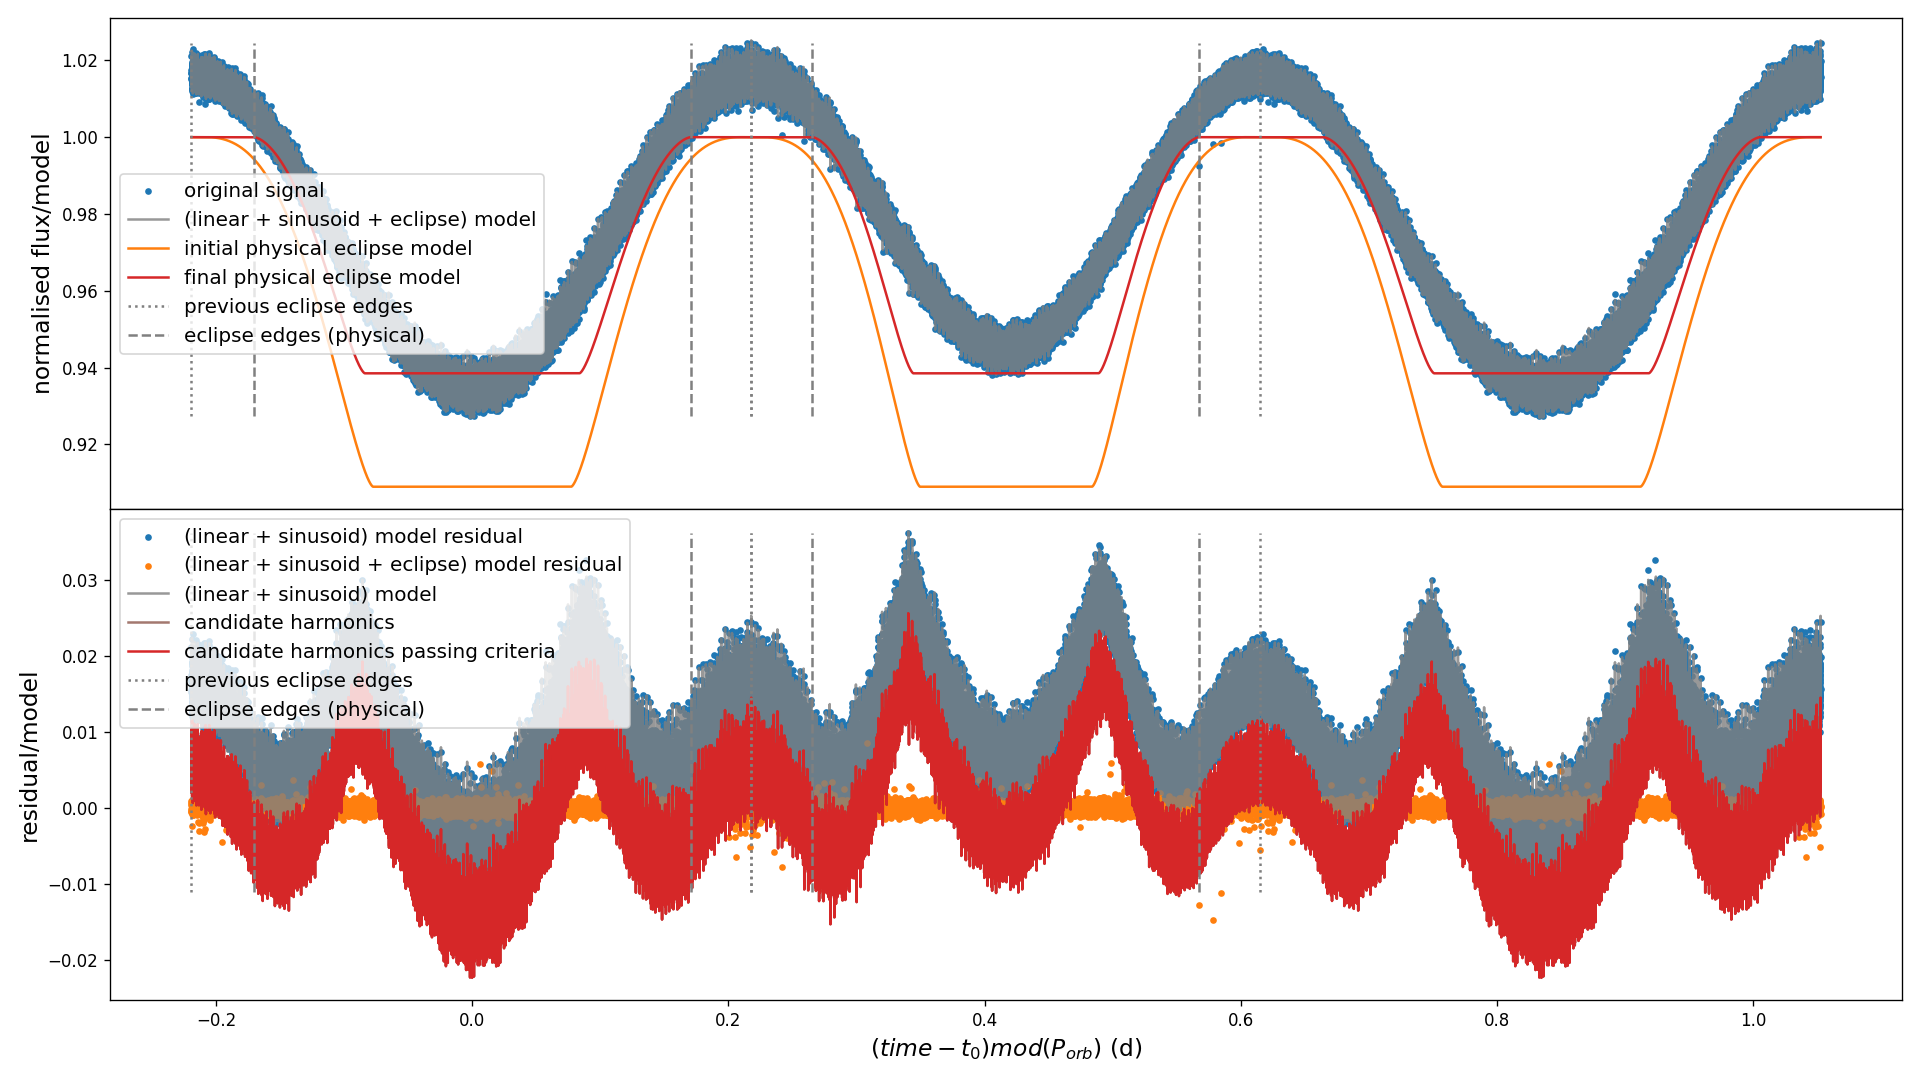 normalised flux/model
1.02
1.00
0.98
0.96
0.94
0.92
original signal
(linear + sinusoid + eclipse) model
initial physical eclipse model
final physical eclipse model
previous eclipse edges
eclipse edges (physical)
residual/model
0.03
0.02
0.01
0.00
−0.01
−0.02
(linear + sinusoid) model residual
(linear + sinusoid + eclipse) model residual
(linear + sinusoid) model
candidate harmonics
candidate harmonics passing criteria
previous eclipse edges
eclipse edges (physical)
−0.2 0.0 0.2 0.4 0.6 0.8 1.0
(time − t₀)mod(Pₒᵣb) (d)